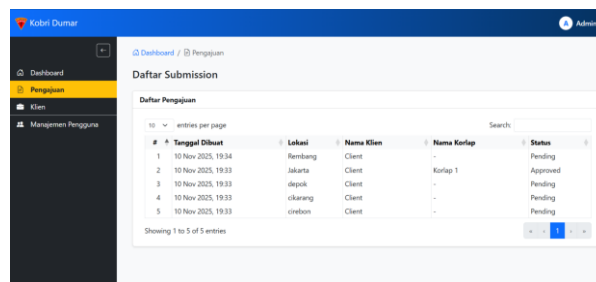 Kobri Dumar
A Admin
Dashboard / Pengajuan
Dashboard
Pengajuan
Klien
Manajemen Pengguna
Daftar Submission
Daftar Pengajuan
10 entries per page Search:
# Tanggal Dibuat Lokasi Nama Klien Nama Korlap Status
1 10 Nov 2025, 19:34 Rembang Client - Pending
2 10 Nov 2025, 19:33 Jakarta Client Korlap 1 Approved
3 10 Nov 2025, 19:33 depok Client - Pending
4 10 Nov 2025, 19:33 cikarang Client - Pending
5 10 Nov 2025, 19:33 cirebon Client - Pending
Showing 1 to 5 of 5 entries « ‹ 1 › »